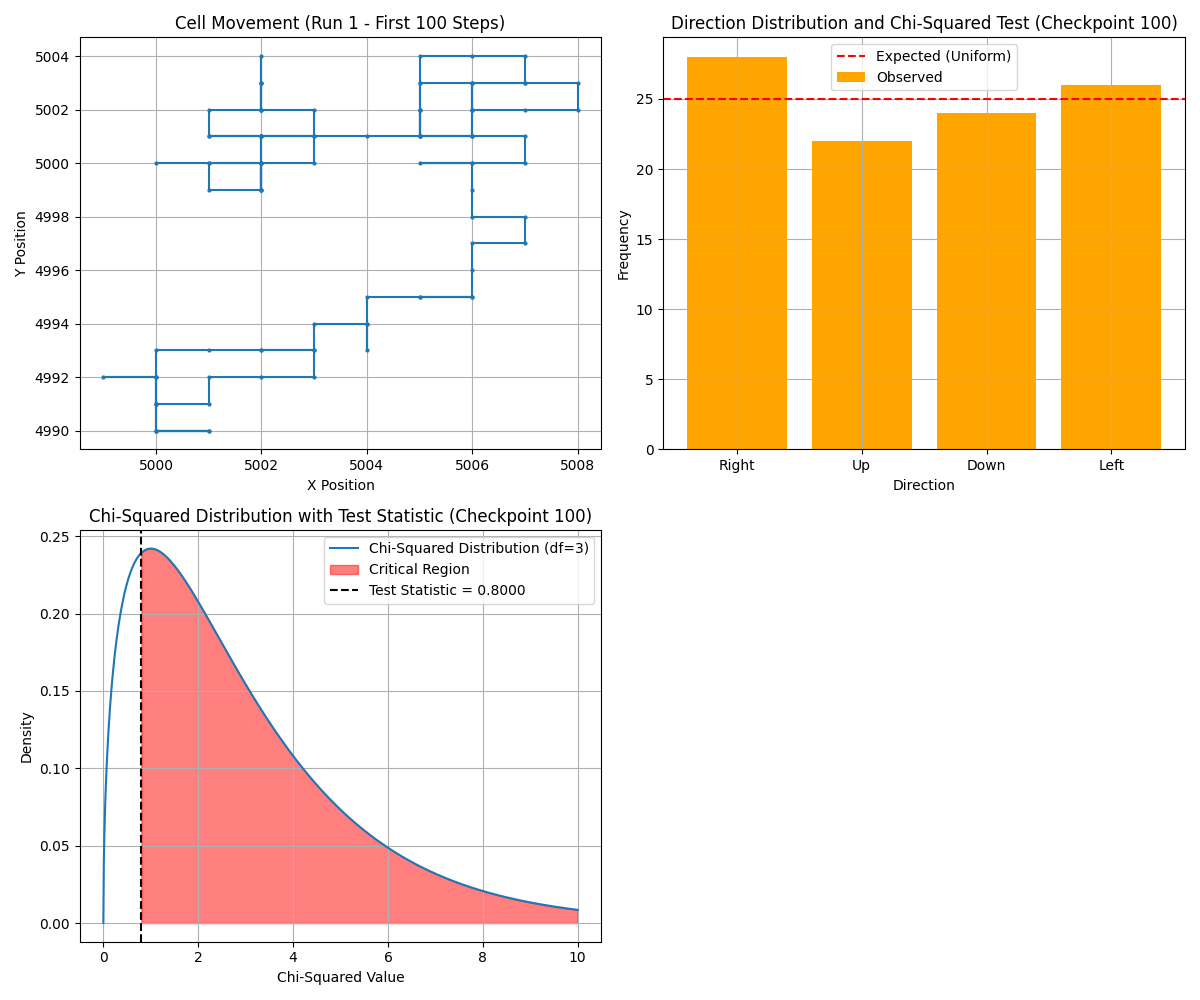 Cell Movement (Run 1 - First 100 Steps)
Y Position
5004
5002
5000
4998
4996
4994
4992
4990
5000 5002 5004 5006 5008
X Position
Direction Distribution and Chi-Squared Test (Checkpoint 100)
Expected (Uniform)
Observed
Frequency
25
20
15
10
5
0
Right Up Down Left
Direction
Chi-Squared Distribution with Test Statistic (Checkpoint 100)
Chi-Squared Distribution (df=3)
Critical Region
Test Statistic = 0.8000
Density
0.25
0.20
0.15
0.10
0.05
0.00
0 2 4 6 8 10
Chi-Squared Value